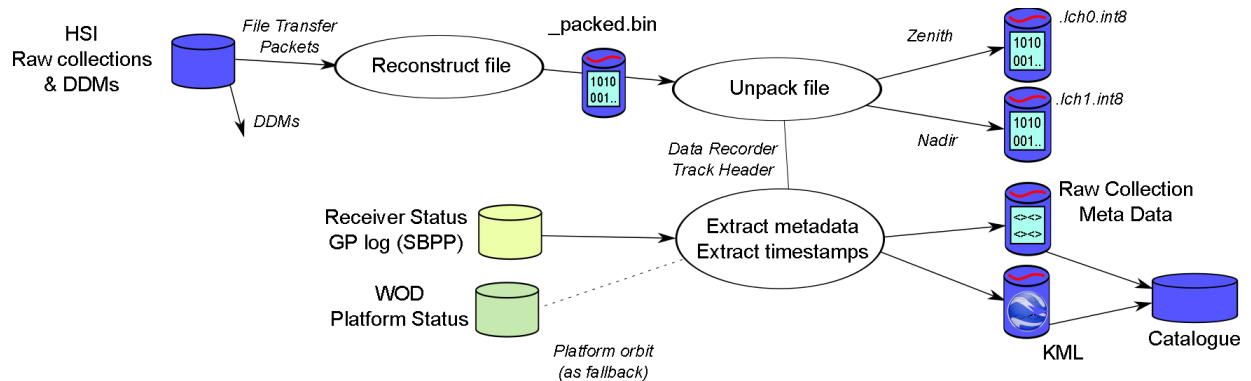 HSI
Raw collections
& DDMs
File Transfer
Packets
DDMs
Reconstruct file
_packed.bin
1010
001..
Unpack file
Zenith
Nadir
.lch0.int8
1010
001..
.lch1.int8
1010
001..
Data Recorder
Track Header
Receiver Status
GP log (SBPP)
WOD
Platform Status
Platform orbit
(as fallback)
Extract metadata
Extract timestamps
Raw Collection
Meta Data
<><>
<><>
KML
Catalogue